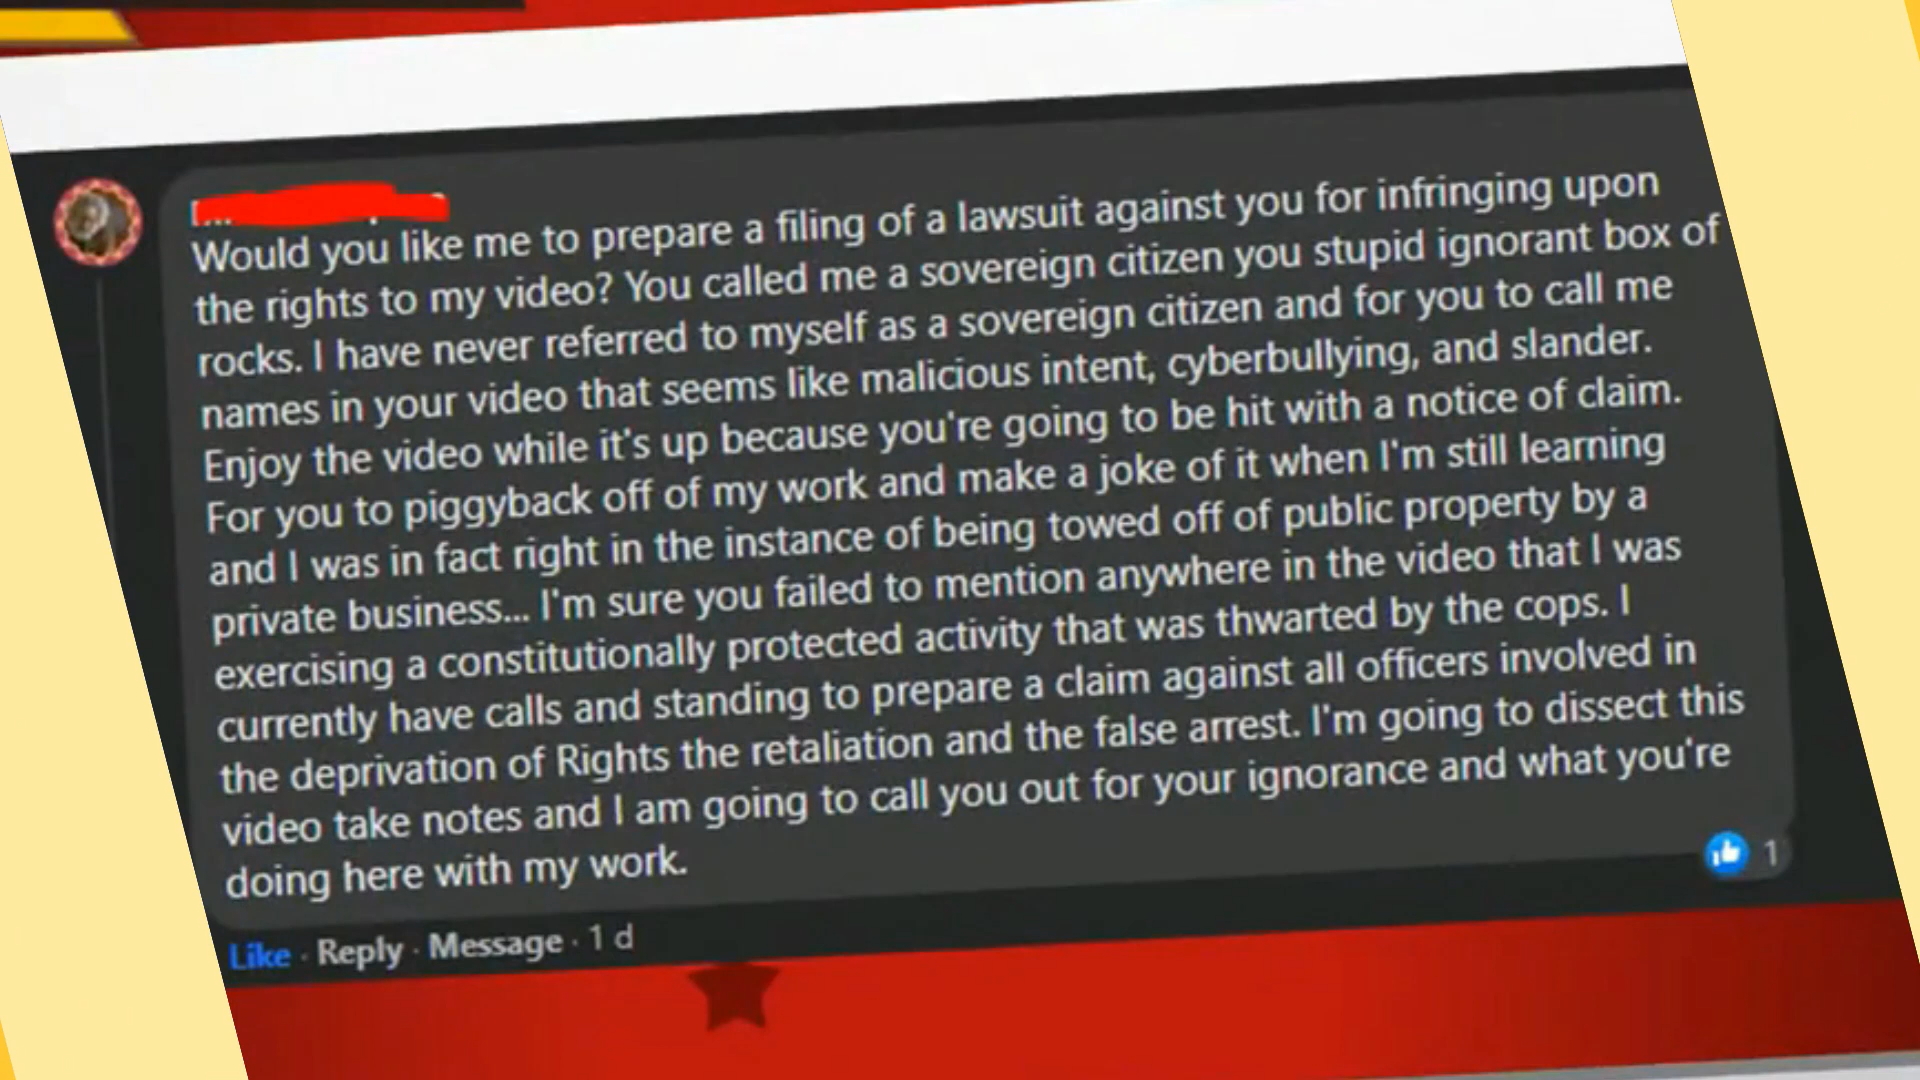 Would you like me to prepare a filing of a lawsuit against you for infringing upon
the rights to my video? You called me a sovereign citizen you stupid ignorant box of
rocks. I have never referred to myself as a sovereign citizen and for you to call me
names in your video that seems like malicious intent, cyberbullying, and slander.
Enjoy the video while it's up because you're going to be hit with a notice of claim.
For you to piggyback off of my work and make a joke of it when I'm still learning
and I was in fact right in the instance of being towed off of public property by a
private business... I'm sure you failed to mention anywhere in the video that I was
exercising a constitutionally protected activity that was thwarted by the cops. I
currently have calls and standing to prepare a claim against all officers involved in
the deprivation of Rights the retaliation and the false arrest. I'm going to dissect this
video take notes and I am going to call you out for your ignorance and what you're
doing here with my work.
1
Like · Reply · Message · 1 d